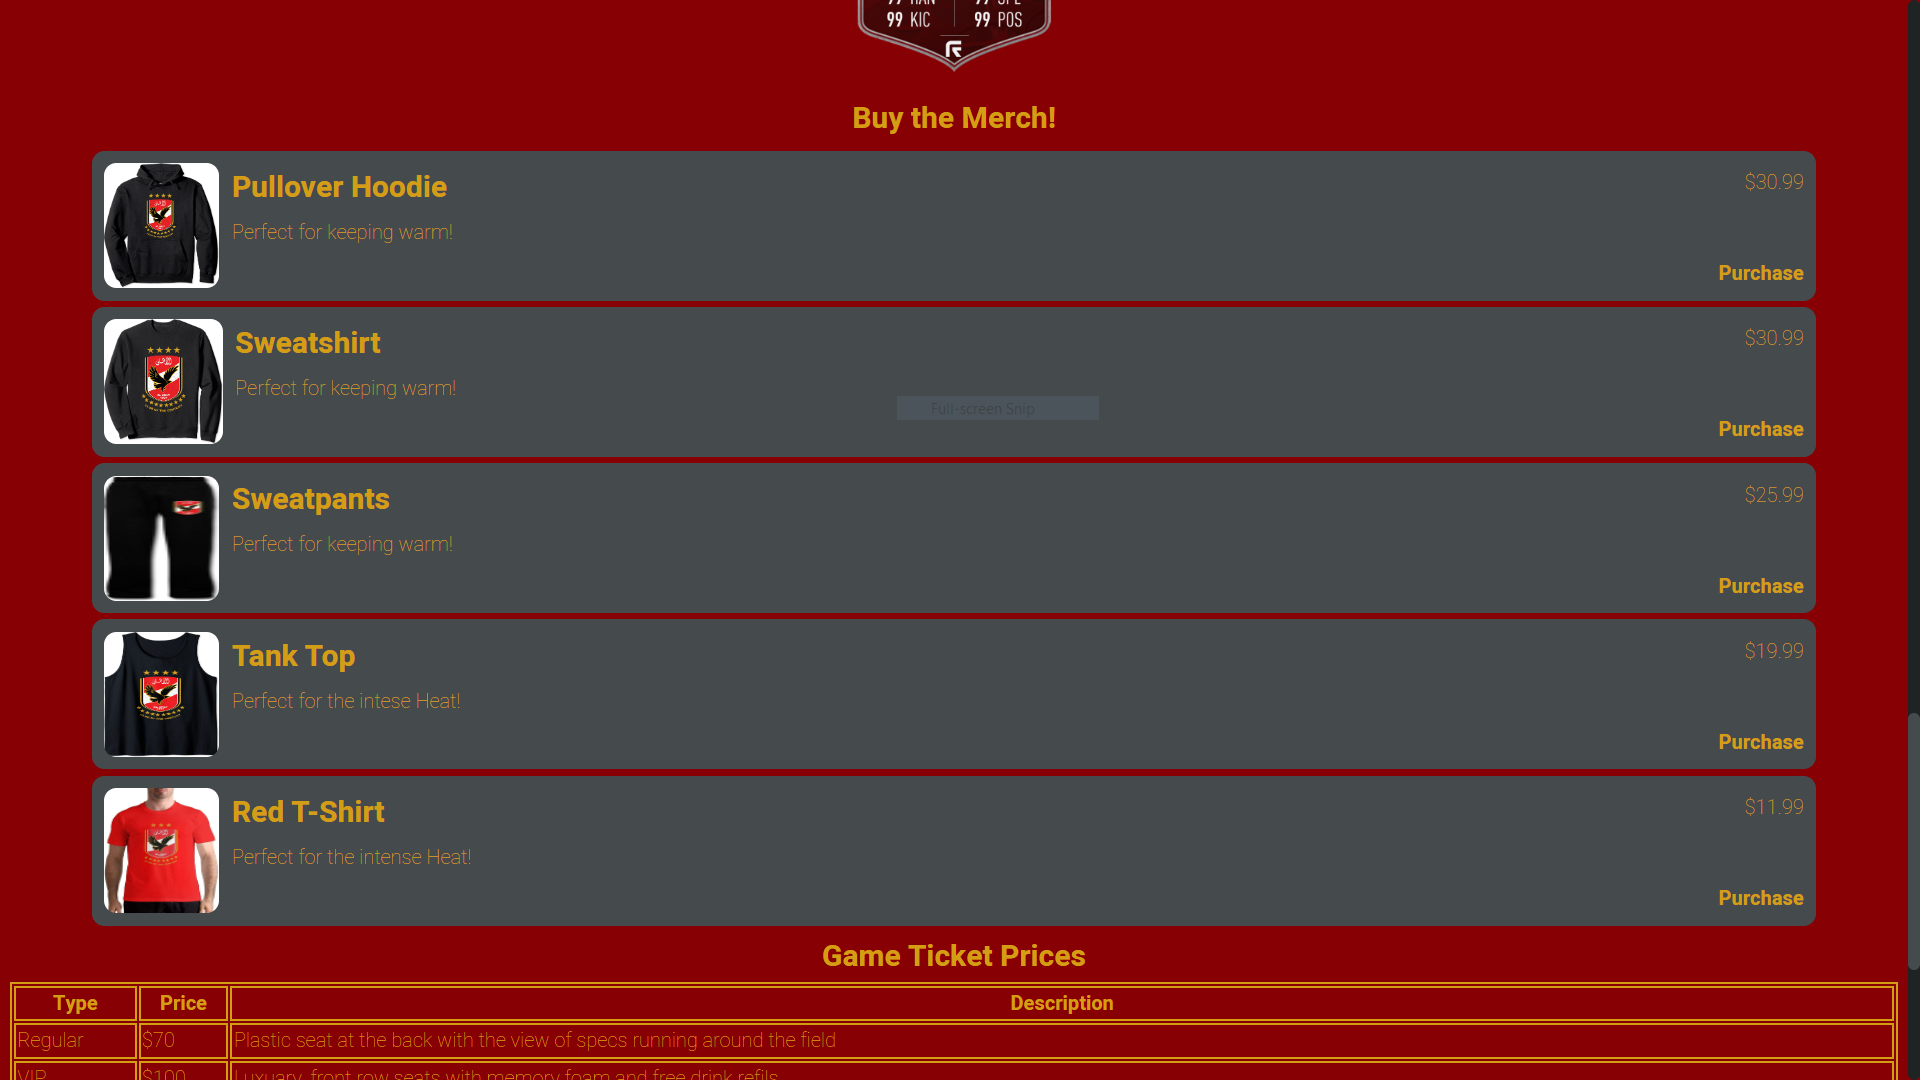 99 KIC 99 POS
Buy the Merch!
Pullover Hoodie
$30.99
Perfect for keeping warm!
Purchase
Sweatshirt
$30.99
Perfect for keeping warm!
Full-screen Snip
Purchase
Sweatpants
$25.99
Perfect for keeping warm!
Purchase
Tank Top
$19.99
Perfect for the intese Heat!
Purchase
Red T-Shirt
$11.99
Perfect for the intense Heat!
Purchase
Game Ticket Prices
Type Price Description
Regular $70 Plastic seat at the back with the view of specs running around the field
VIP $100 Luxuary, front row seats with memory foam and free drink refils